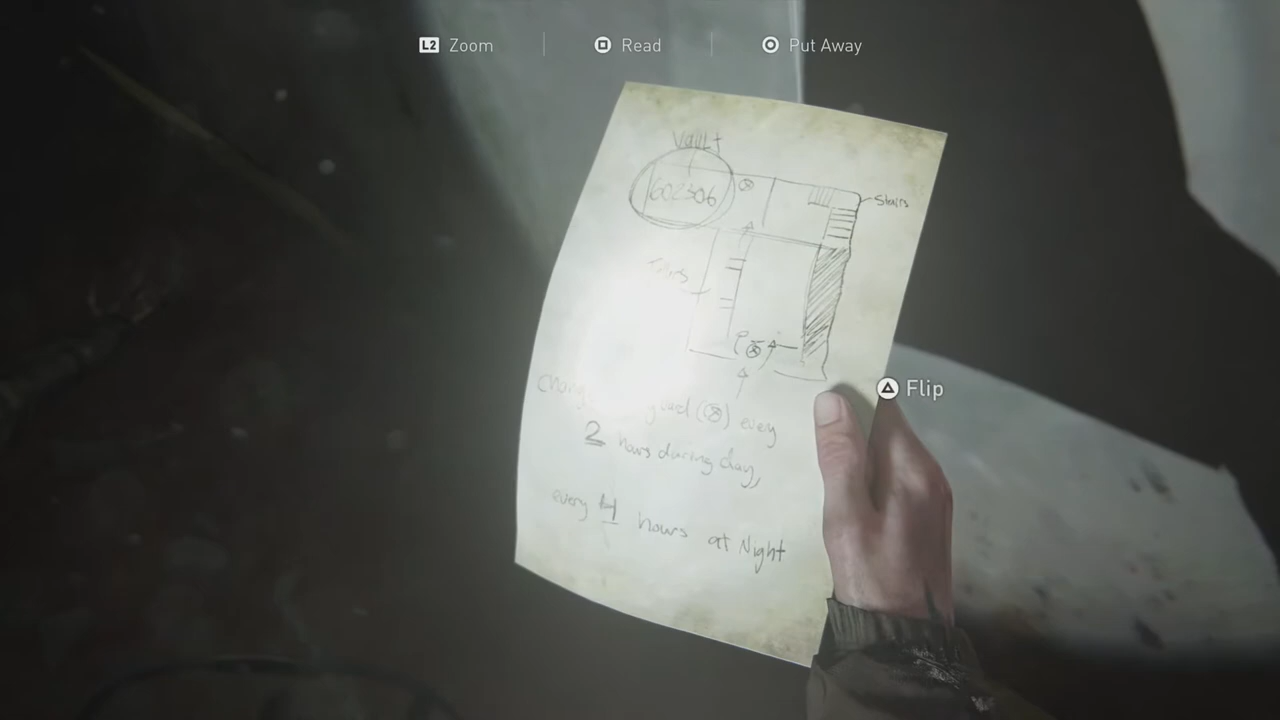 L2 Zoom
Read
Put Away
Vault
602306
Stairs
Flip
Change guard (⊗) every
2 hours during day,
every 4 hours at Night